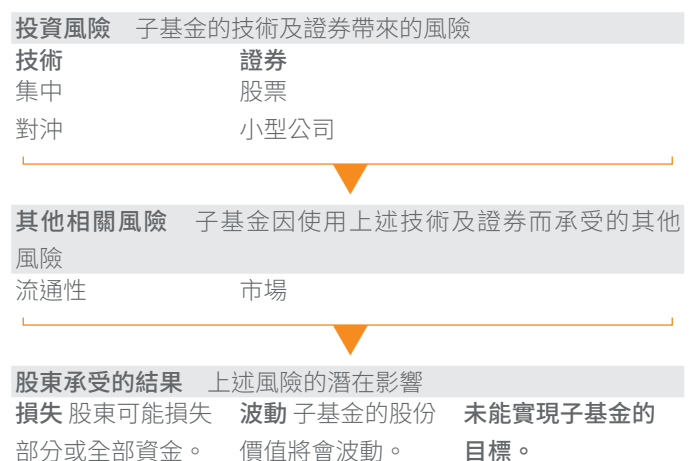 投資風險 子基金的技術及證券帶來的風險
技術 證券
集中 股票
對沖 小型公司
其他相關風險 子基金因使用上述技術及證券而承受的其他
風險
流通性 市場
股東承受的結果 上述風險的潛在影響
損失 股東可能損失 波動 子基金的股份 未能實現子基金的
部分或全部資金。 價值將會波動。 目標。